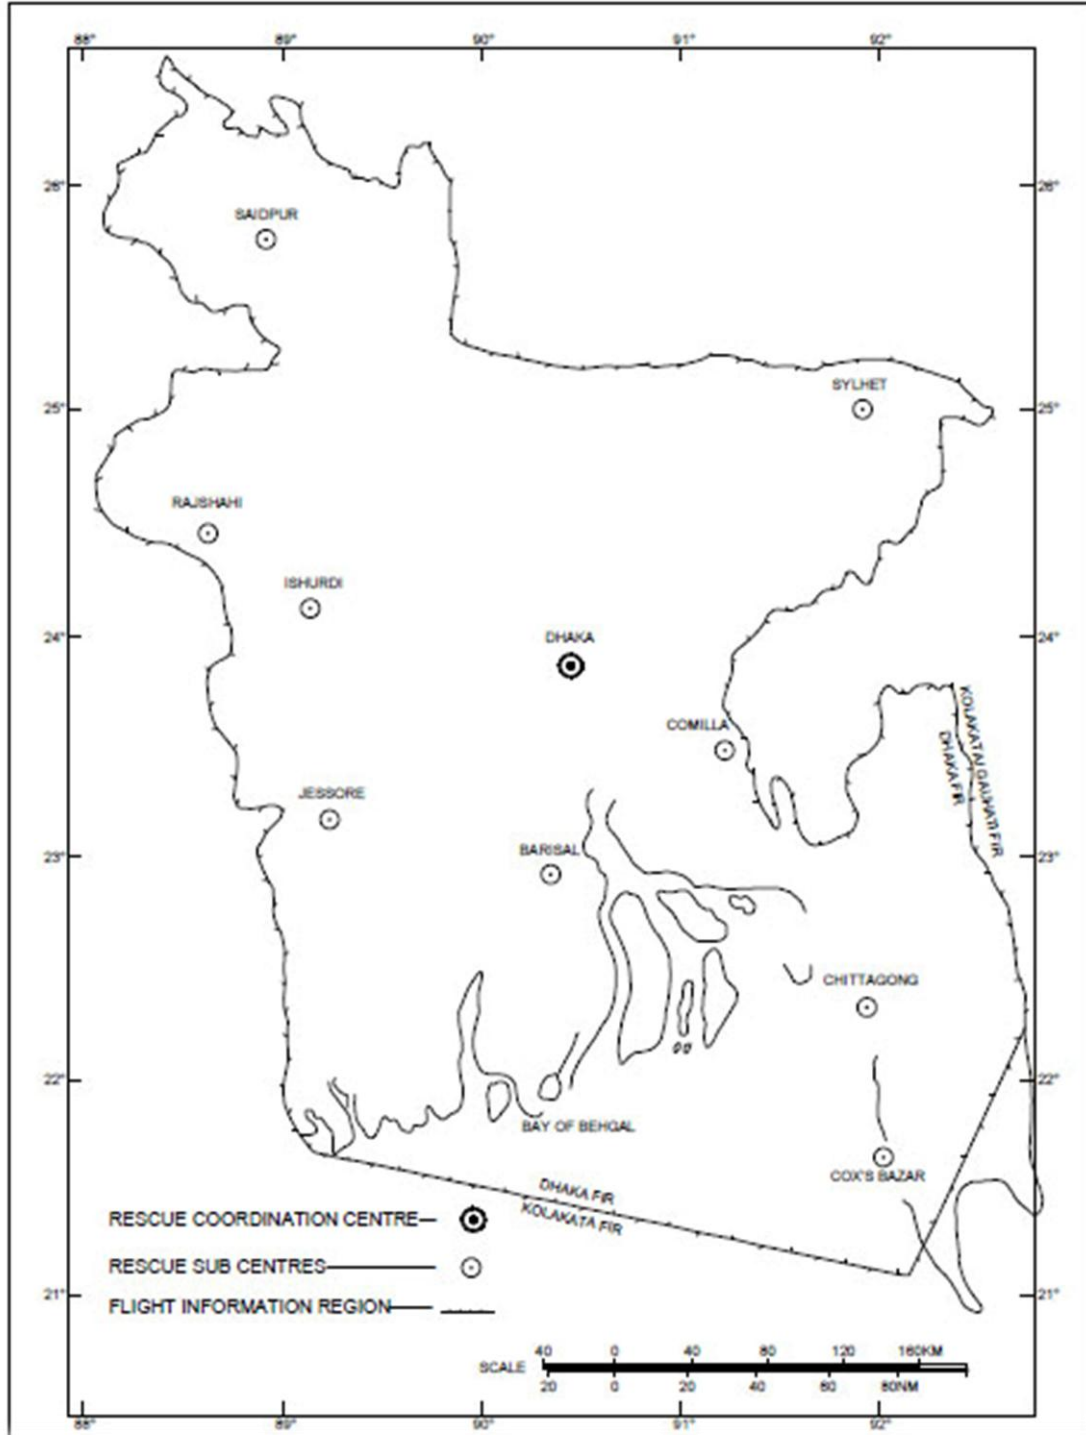 88° 89° 90° 91° 92°
26° 26°
SAIDPUR
SYLHET
25° 25°
RAJSHAHI
ISHURDI
24° 24°
DHAKA
KOLAKATA/GAUHATI FIR
DHAKA FIR
COMILLA
JESSORE
23° 23°
BARISAL
CHITTAGONG
22° 22°
BAY OF BEHGAL
COX'S BAZAR
DHAKA FIR
KOLAKATA FIR
RESCUE COORDINATION CENTRE
RESCUE SUB CENTRES
21° 21°
FLIGHT INFORMATION REGION
40 0 40 80 120 160KM
SCALE
20 0 20 40 60 80NM
88° 89° 90° 91° 92°